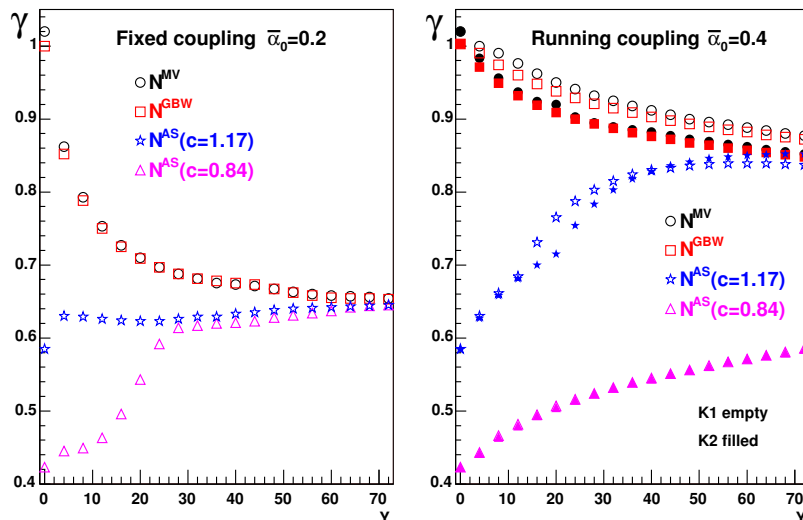 γ
Fixed coupling ᾱ₀=0.2
N^MV
N^GBW
N^AS(c=1.17)
N^AS(c=0.84)
1
0.9
0.8
0.7
0.6
0.5
0.4
0 10 20 30 40 50 60 70
Y
γ
Running coupling ᾱ₀=0.4
N^MV
N^GBW
N^AS(c=1.17)
N^AS(c=0.84)
K1 empty
K2 filled
1
0.9
0.8
0.7
0.6
0.5
0.4
0 10 20 30 40 50 60 70